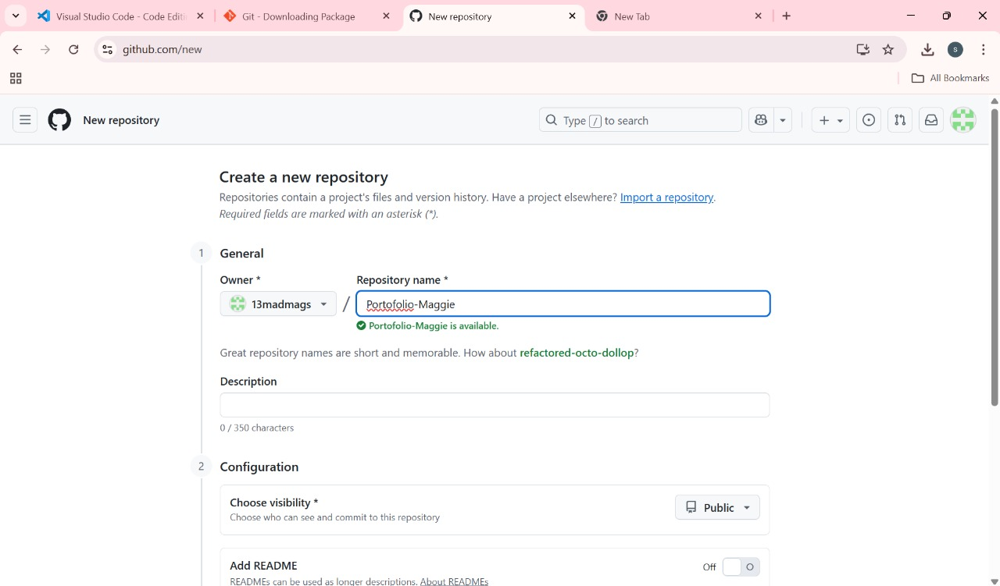 Visual Studio Code - Code Editi
Git - Downloading Package
New repository
New Tab
github.com/new
S
All Bookmarks
New repository
Type / to search
Create a new repository
Repositories contain a project's files and version history. Have a project elsewhere? Import a repository.
Required fields are marked with an asterisk (*).
1 General
Owner * Repository name *
13madmags / Portofolio-Maggie
Portofolio-Maggie is available.
Great repository names are short and memorable. How about refactored-octo-dollop?
Description
0 / 350 characters
2 Configuration
Choose visibility *
Choose who can see and commit to this repository
Public
Add README
READMEs can be used as longer descriptions. About READMEs
Off